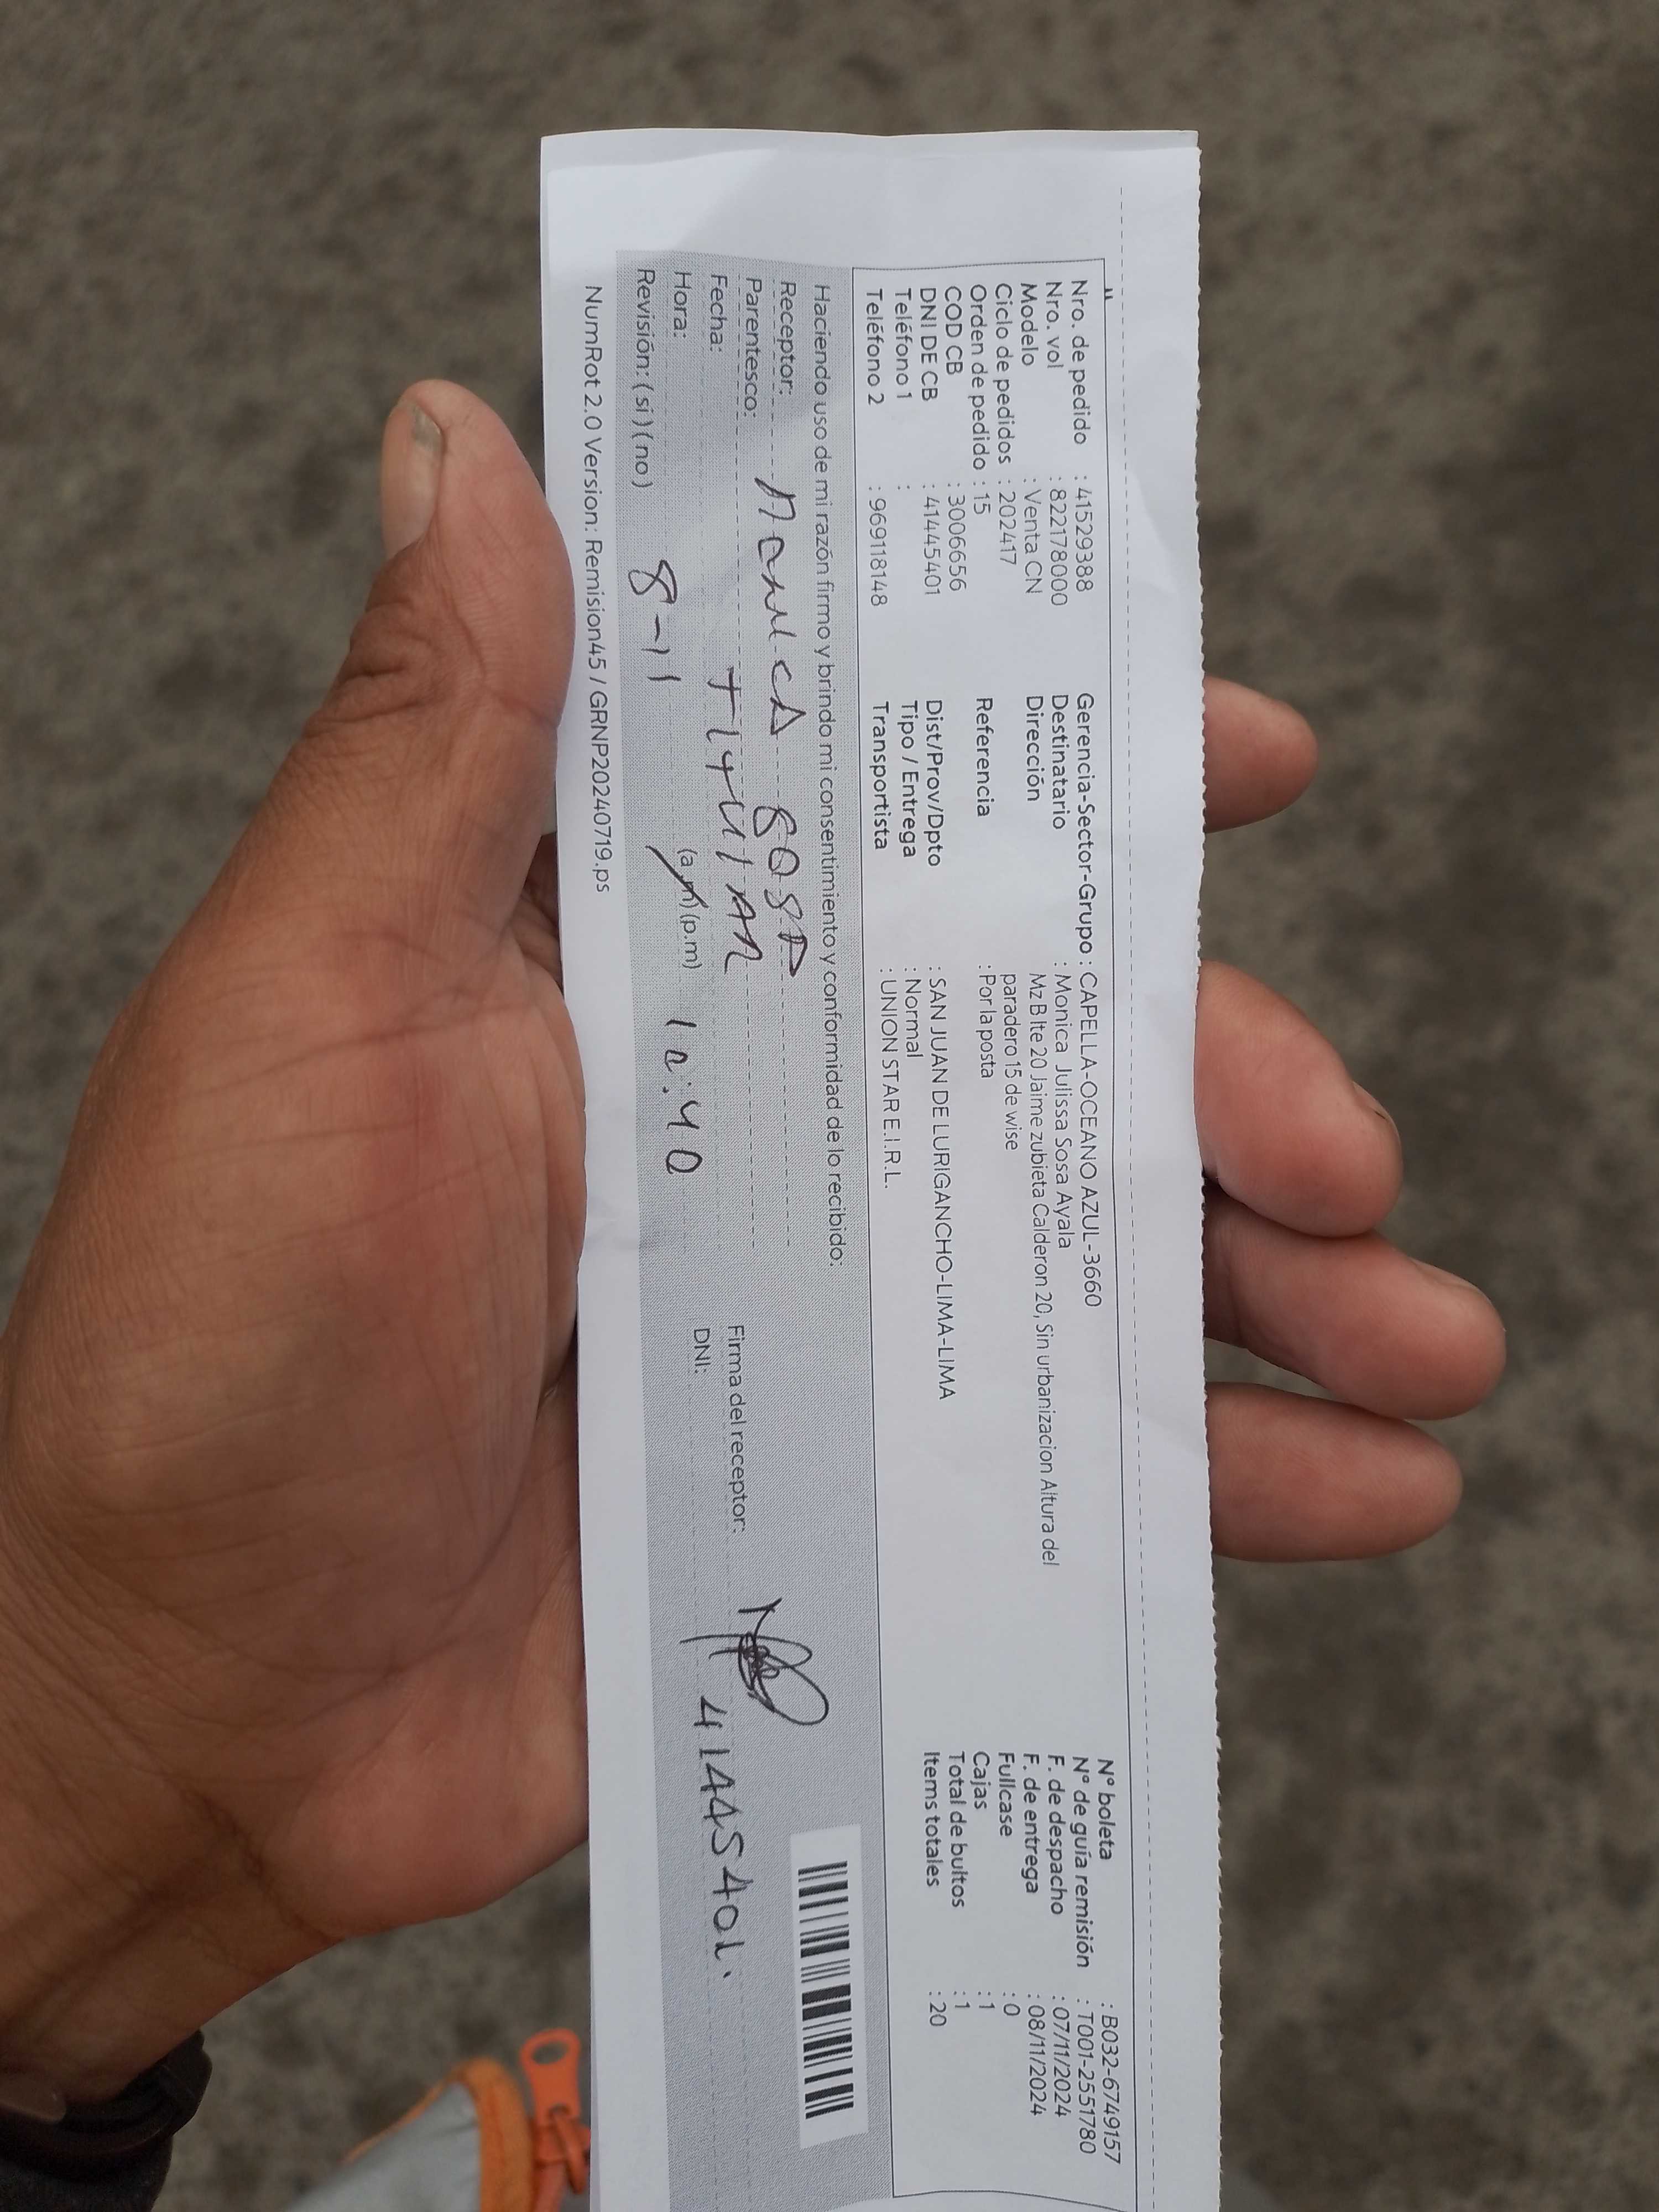 Nro. de pedido : 41529388
Nro. vol : 822178000
Modelo : Venta CN
Ciclo de pedidos : 202417
Orden de pedido : 15
COD CB : 3006656
DNI DE CB : 41445401
Teléfono 1 :
Teléfono 2 : 969118148
Gerencia-Sector-Grupo : CAPELLA-OCEANO AZUL-3660
Destinatario : Monica Julissa Sosa Ayala
Dirección Mz B lte 20 Jaime zubieta Calderon 20, Sin urbanizacion Altura del
paradero 15 de wise
Referencia : Por la posta
Dist/Prov/Dpto : SAN JUAN DE LURIGANCHO-LIMA-LIMA
Tipo / Entrega : Normal
Transportista : UNION STAR E.I.R.L.
N° boleta : B032-6749157
N° de guía remisión : T001-2551780
F. de despacho : 07/11/2024
F. de entrega : 08/11/2024
Fullcase : 0
Cajas : 1
Total de bultos : 1
Items totales : 20
Haciendo uso de mi razón firmo y brindo mi consentimiento y conformidad de lo recibido:
Receptor: MONICA SOSA
Parentesco: TITULAR
Fecha: 8-11
Hora: (a.m) (p.m) 10:40
Revisión: (si) (no)
Firma del receptor:
DNI: 41445401.
NumRot 2.0 Version: Remision45 / GRNP20240719.ps